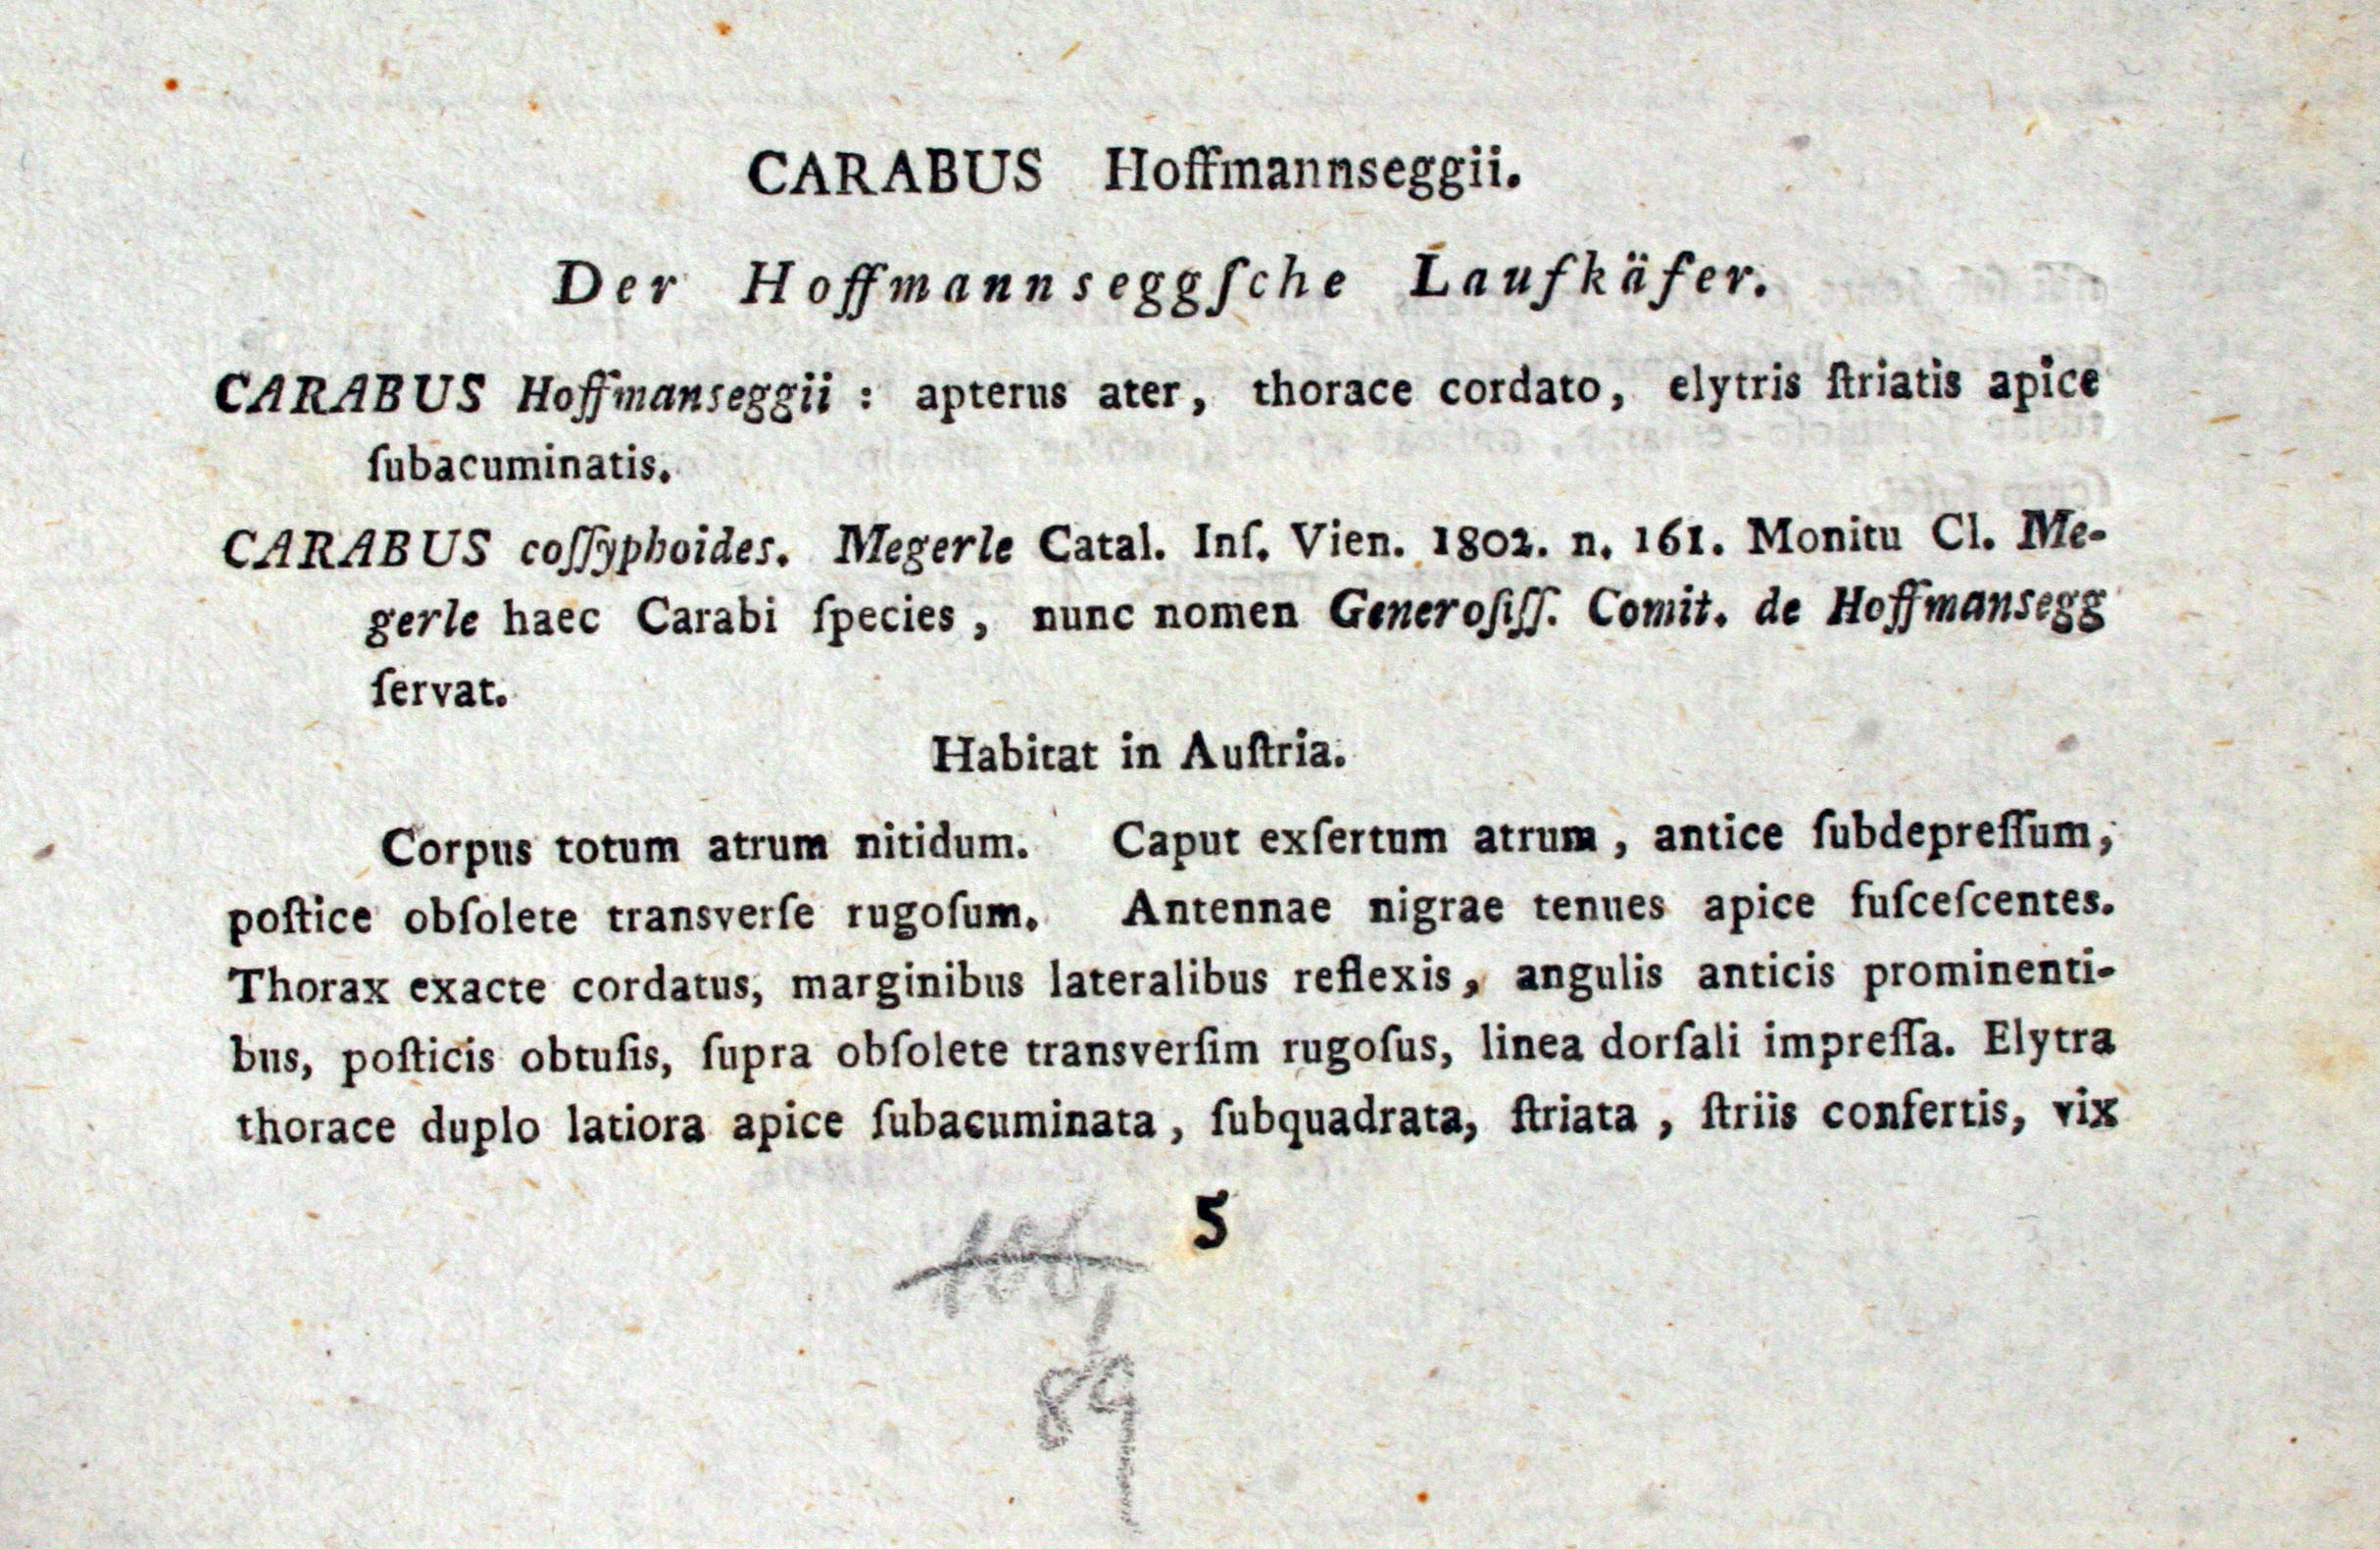 CARABUS Hoffmannseggii.
Der Hoffmannseggſche Laufkäfer.
CARABUS Hoffmanseggii : apterus ater, thorace cordato, elytris ſtriatis apice
ſubacuminatis.
CARABUS coſſyphoides. Megerle Catal. Inſ. Vien. 1802. n. 161. Monitu Cl. Me-
gerle haec Carabi ſpecies, nunc nomen Generoſiſſ. Comit. de Hoffmansegg
ſervat.
Habitat in Auſtria.
Corpus totum atrum nitidum. Caput exſertum atrum, antice ſubdepreſſum,
poſtice obſolete transverſe rugoſum. Antennae nigrae tenues apice fuſceſcentes.
Thorax exacte cordatus, marginibus lateralibus reflexis, angulis anticis prominenti-
bus, poſticis obtuſis, ſupra obſolete transverſim rugoſus, linea dorſali impreſſa. Elytra
thorace duplo latiora apice ſubacuminata, ſubquadrata, ſtriata, ſtriis confertis, vix
5
89